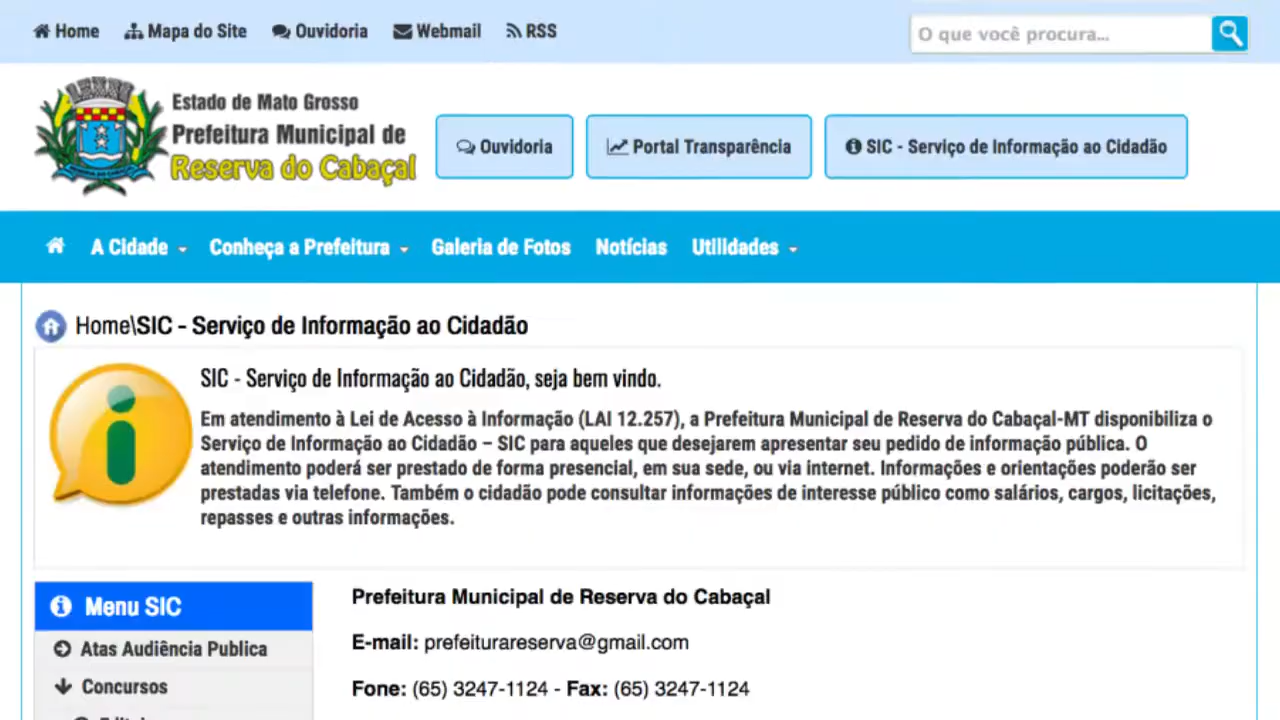 Home Mapa do Site Ouvidoria Webmail RSS O que você procura...
Estado de Mato Grosso
Prefeitura Municipal de
Reserva do Cabaçal
Ouvidoria Portal Transparência SIC - Serviço de Informação ao Cidadão
A Cidade Conheça a Prefeitura Galeria de Fotos Notícias Utilidades
Home\SIC - Serviço de Informação ao Cidadão
SIC - Serviço de Informação ao Cidadão, seja bem vindo.
Em atendimento à Lei de Acesso à Informação (LAI 12.257), a Prefeitura Municipal de Reserva do Cabaçal-MT disponibiliza o
Serviço de Informação ao Cidadão – SIC para aqueles que desejarem apresentar seu pedido de informação pública. O
atendimento poderá ser prestado de forma presencial, em sua sede, ou via internet. Informações e orientações poderão ser
prestadas via telefone. Também o cidadão pode consultar informações de interesse público como salários, cargos, licitações,
repasses e outras informações.
Menu SIC
Atas Audiência Publica
Concursos
Prefeitura Municipal de Reserva do Cabaçal
E-mail: prefeiturareserva@gmail.com
Fone: (65) 3247-1124 - Fax: (65) 3247-1124